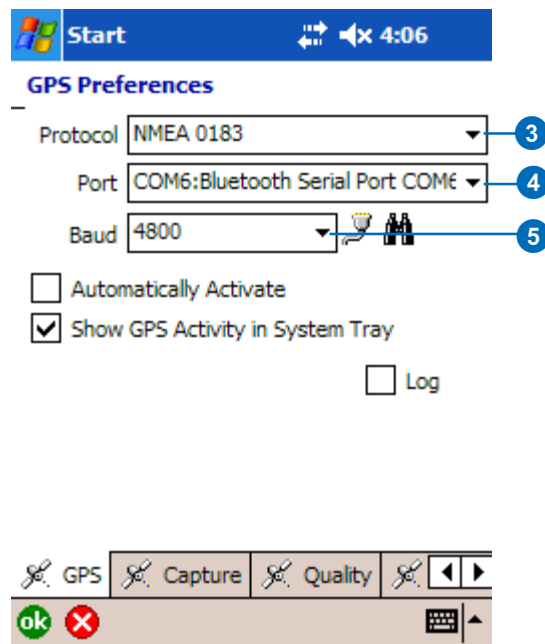 Start 4:06
GPS Preferences
Protocol NMEA 0183 3
Port COM6:Bluetooth Serial Port COM6 4
Baud 4800 5
Automatically Activate
Show GPS Activity in System Tray
Log
GPS Capture Quality
ok